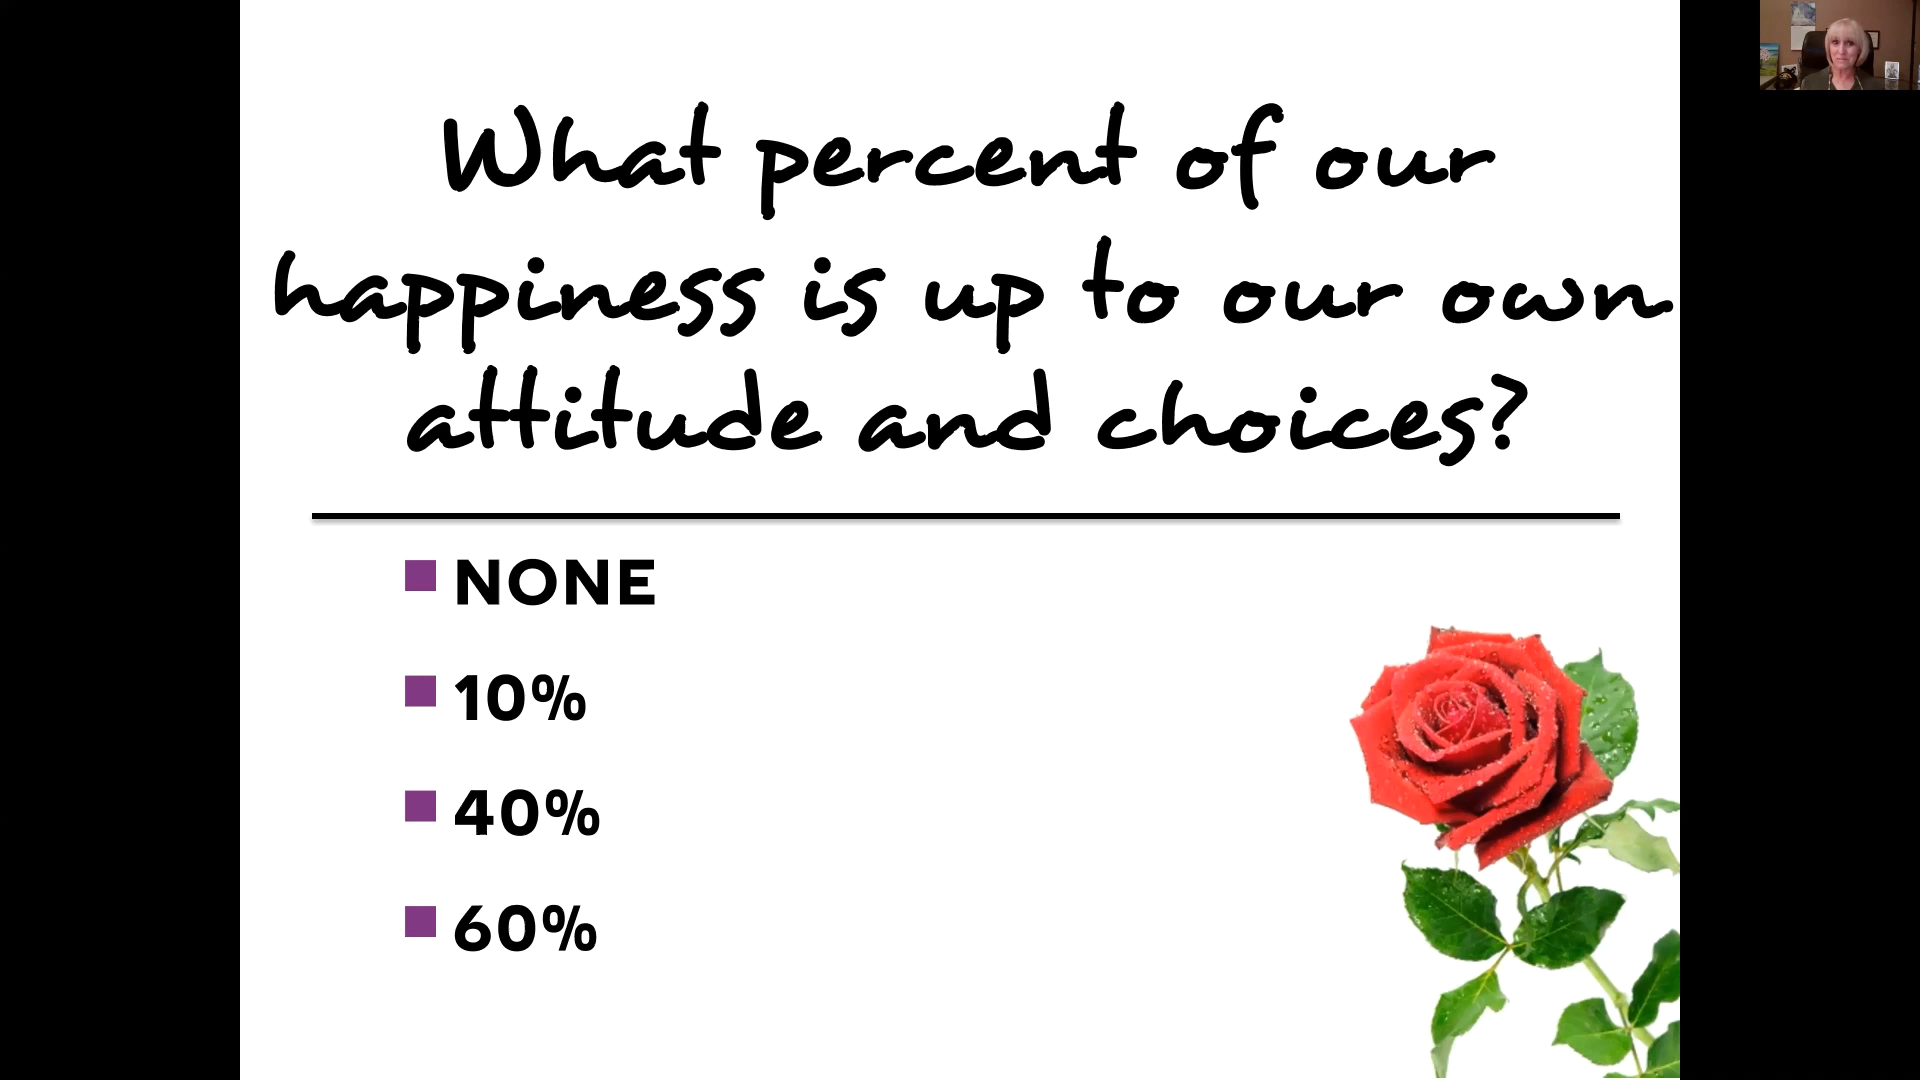 What percent of our
happiness is up to our own
attitude and choices?
NONE
10%
40%
60%